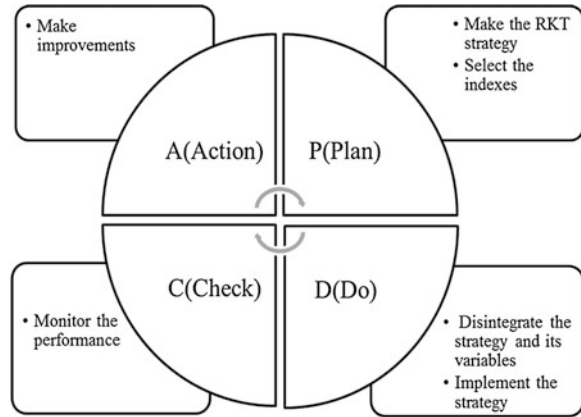 • Make
improvements
• Make the RKT
strategy
• Select the
indexes
A(Action)
P(Plan)
C(Check)
D(Do)
• Monitor the
performance
• Disintegrate the
strategy and its
variables
• Implement the
strategy